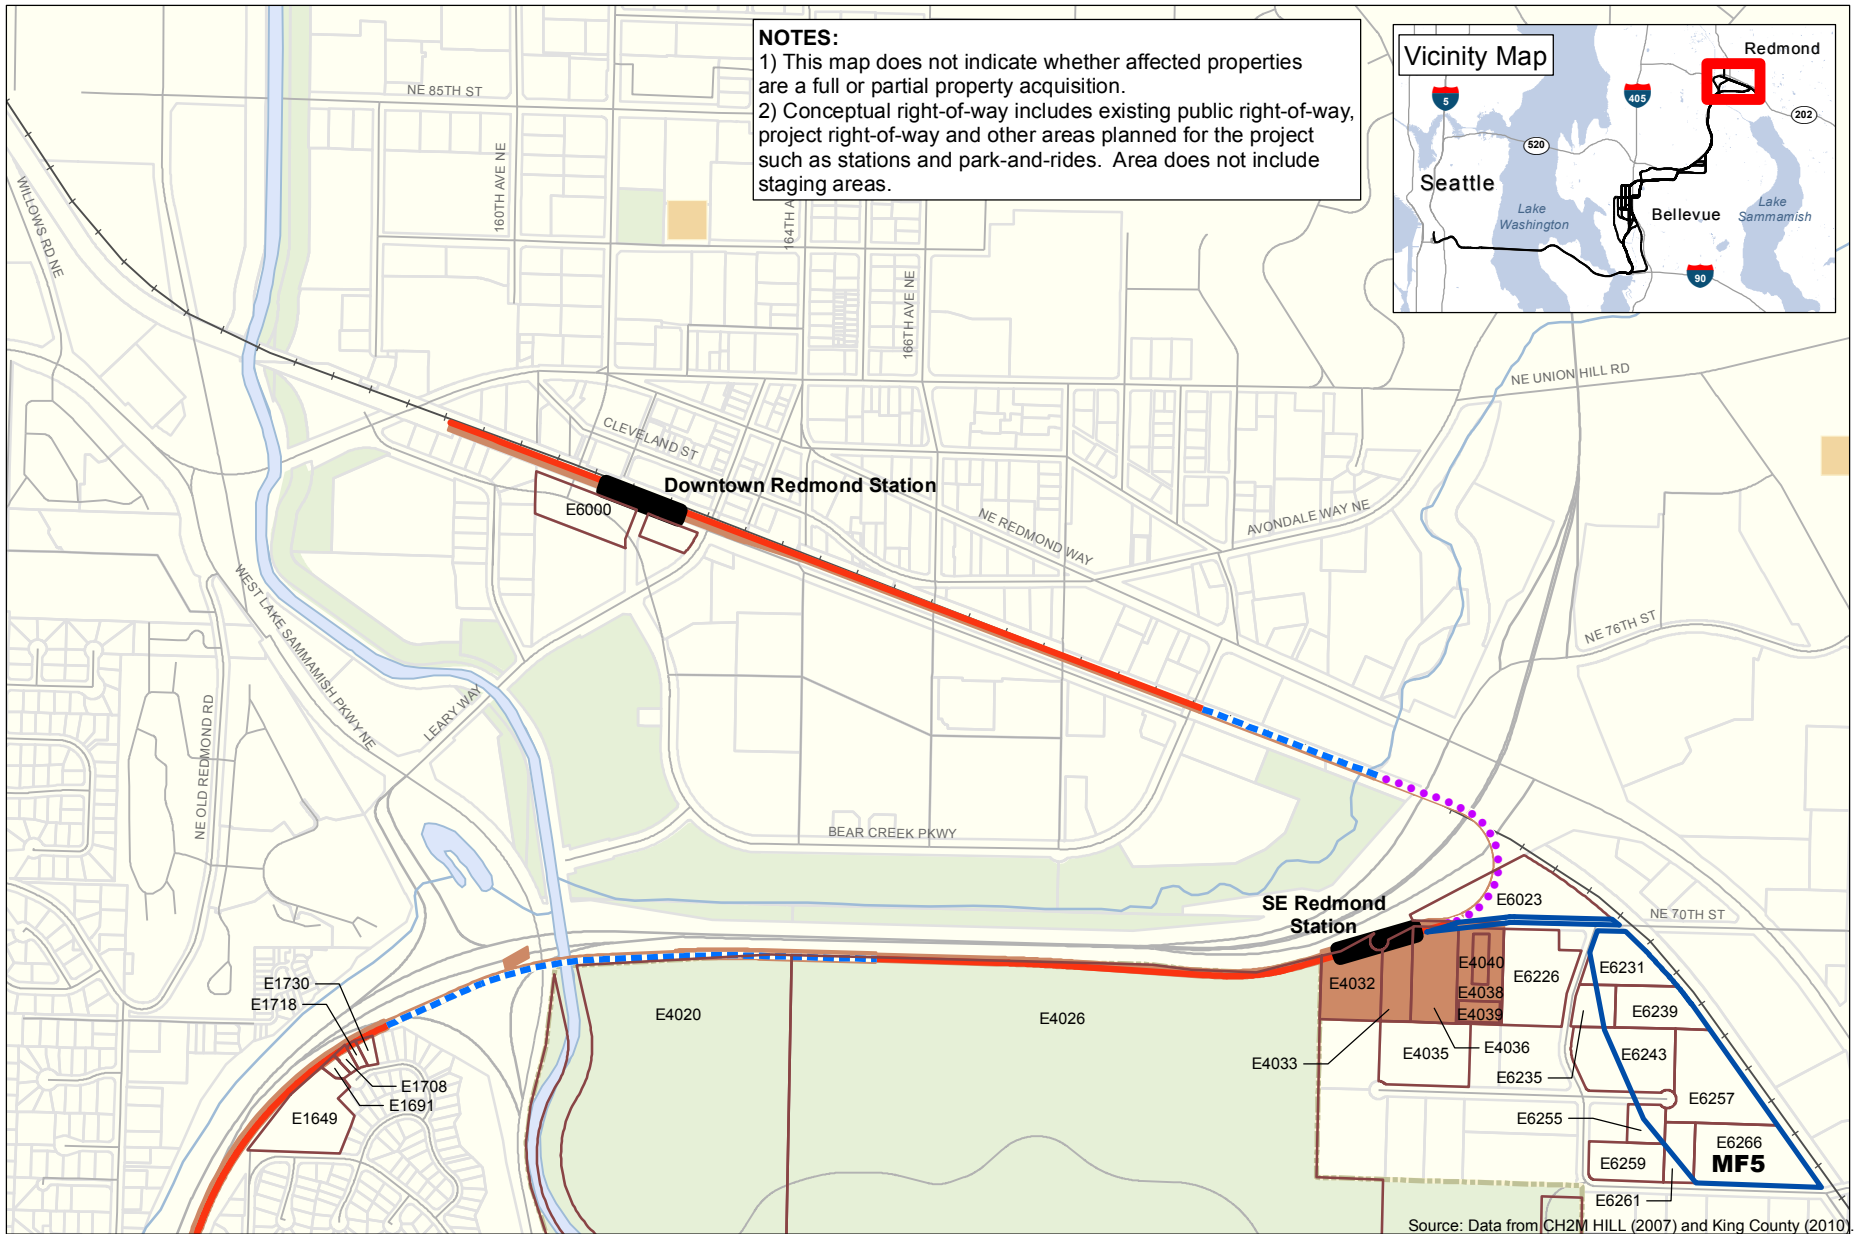 NOTES:
1) This map does not indicate whether affected properties
are a full or partial property acquisition.
2) Conceptual right-of-way includes existing public right-of-way,
project right-of-way and other areas planned for the project
such as stations and park-and-rides. Area does not include
staging areas.
Vicinity Map
Redmond
5
405
202
520
Seattle
Lake
Washington
Bellevue
Lake
Sammamish
90
NE 85TH ST
160TH AVE NE
164TH A
166TH AVE NE
WILLOWS RD NE
NE UNION HILL RD
CLEVELAND ST
Downtown Redmond Station
E6000
NE REDMOND WAY
AVONDALE WAY NE
NE 76TH ST
WEST LAKE SAMMAMISH PKWY NE
LEARY WAY
NE OLD REDMOND RD
BEAR CREEK PKWY
SE Redmond
Station
E6023
NE 70TH ST
E1730
E1718
E1708
E1691
E1649
E4020
E4026
E4032
E4040
E4038
E4039
E6226
E6231
E6239
E4033
E4035
E4036
E6235
E6243
E6257
E6255
E6266
MF5
E6259
E6261
Source: Data from CH2M HILL (2007) and King County (2010).